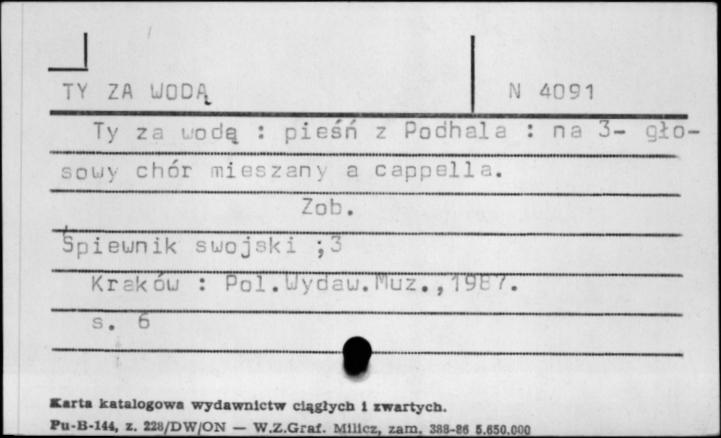 TY ZA WODĄ N 4091
Ty za wodą : pieśń z Podhala : na 3- gło-
sowy chór mieszany a cappella.
Zob.
Śpiewnik swojski ;3
Kraków : Pol.Wydaw.Muz.,1987.
s. 6
Karta katalogowa wydawnictw ciągłych i zwartych.
Pu-B-144, z. 228/DW/ON — W.Z.Graf. Milicz, zam. 388-86 5.650.000